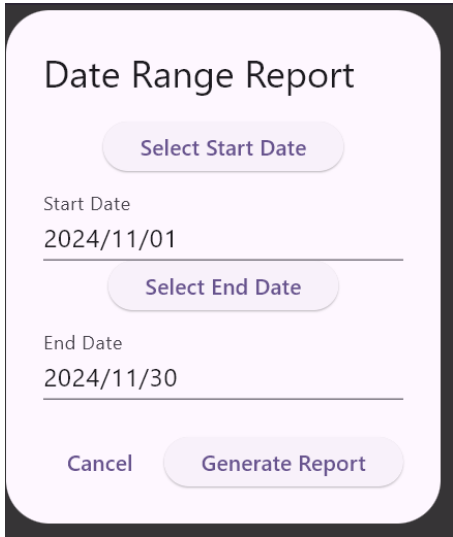 Date Range Report
Select Start Date
Start Date
2024/11/01
Select End Date
End Date
2024/11/30
Cancel Generate Report